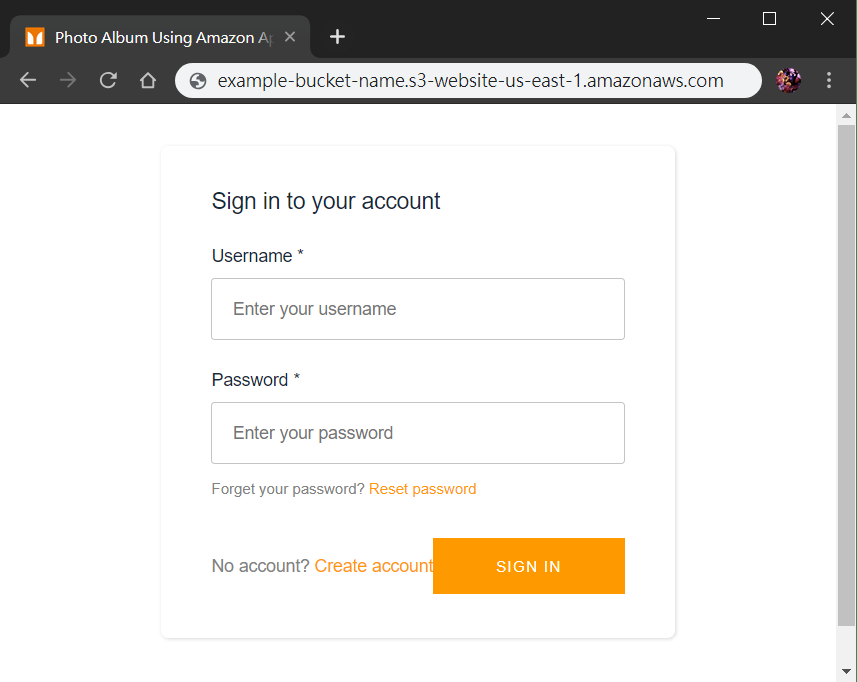 Photo Album Using Amazon Ap
example-bucket-name.s3-website-us-east-1.amazonaws.com
Sign in to your account
Username *
Enter your username
Password *
Enter your password
Forget your password? Reset password
No account? Create account
SIGN IN